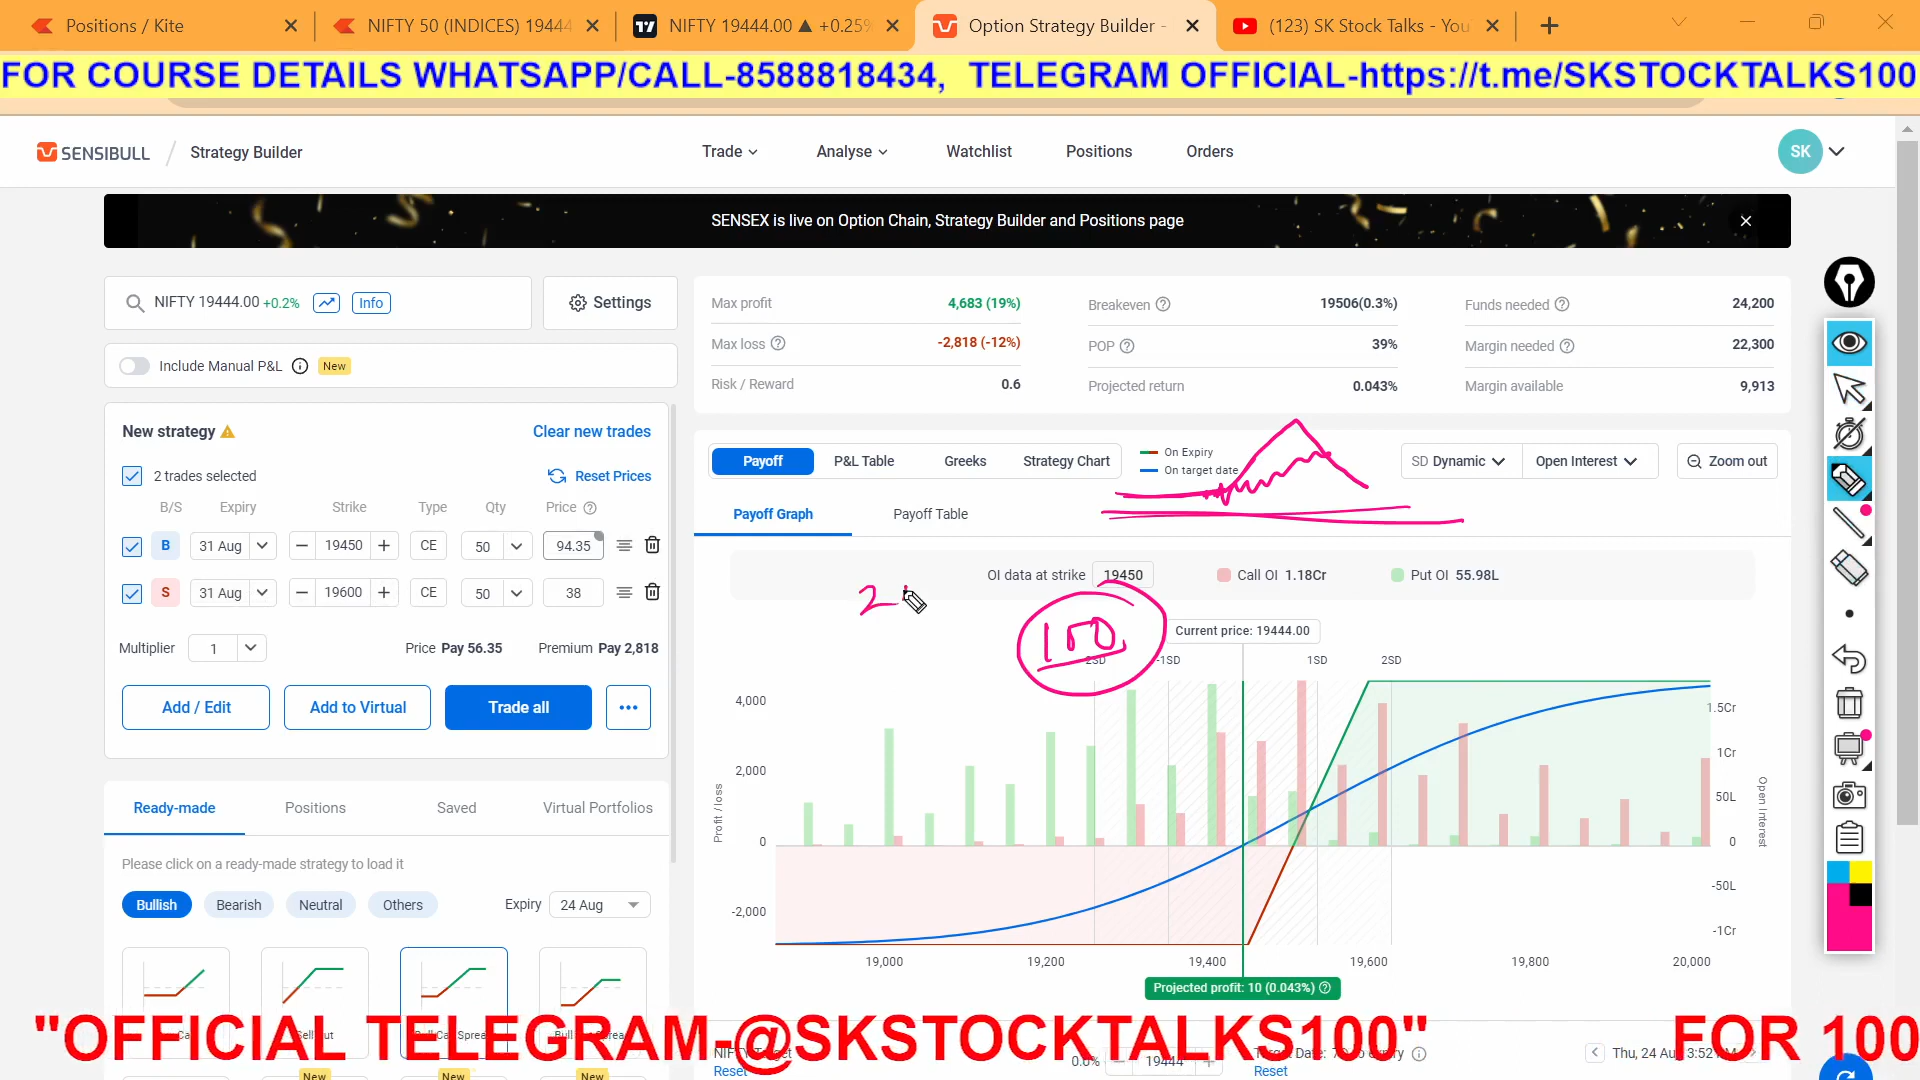 Positions / Kite
NIFTY 50 (INDICES) 19444
NIFTY 19444.00 ▲ +0.25%
Option Strategy Builder -
(123) SK Stock Talks - You
FOR COURSE DETAILS WHATSAPP/CALL-8588818434, TELEGRAM OFFICIAL-https://t.me/SKSTOCKTALKS100
SENSIBULL / Strategy Builder
Trade
Analyse
Watchlist
Positions
Orders
SK
SENSEX is live on Option Chain, Strategy Builder and Positions page
NIFTY 19444.00 +0.2%
Info
Settings
Include Manual P&L
New
Max profit 4,683 (19%)
Max loss -2,818 (-12%)
Risk / Reward 0.6
Breakeven 19506(0.3%)
POP 39%
Projected return 0.043%
Funds needed 24,200
Margin needed 22,300
Margin available 9,913
New strategy
Clear new trades
2 trades selected
Reset Prices
B/S Expiry Strike Type Qty Price
B 31 Aug − 19450 + CE 50 94.35
S 31 Aug − 19600 + CE 50 38
Multiplier 1 Price Pay 56.35 Premium Pay 2,818
Add / Edit
Add to Virtual
Trade all
Ready-made
Positions
Saved
Virtual Portfolios
Please click on a ready-made strategy to load it
Bullish
Bearish
Neutral
Others
Expiry 24 Aug
New
New
New
Payoff
P&L Table
Greeks
Strategy Chart
On Expiry
On target date
SD Dynamic
Open Interest
Zoom out
Payoff Graph
Payoff Table
OI data at strike 19450
Call OI 1.18Cr
Put OI 55.98L
2
100
Current price: 19444.00
2SD
-1SD
1SD
2SD
Profit / loss
4,000
2,000
0
-2,000
1.5Cr
1Cr
50L
0
-50L
-1Cr
Open Interest
19,000 19,200 19,400 19,600 19,800 20,000
Projected profit: 10 (0.043%)
"OFFICIAL TELEGRAM-@SKSTOCKTALKS100"
FOR 100
19444
Reset
Reset
Thu, 24 Aug 3:52 PM